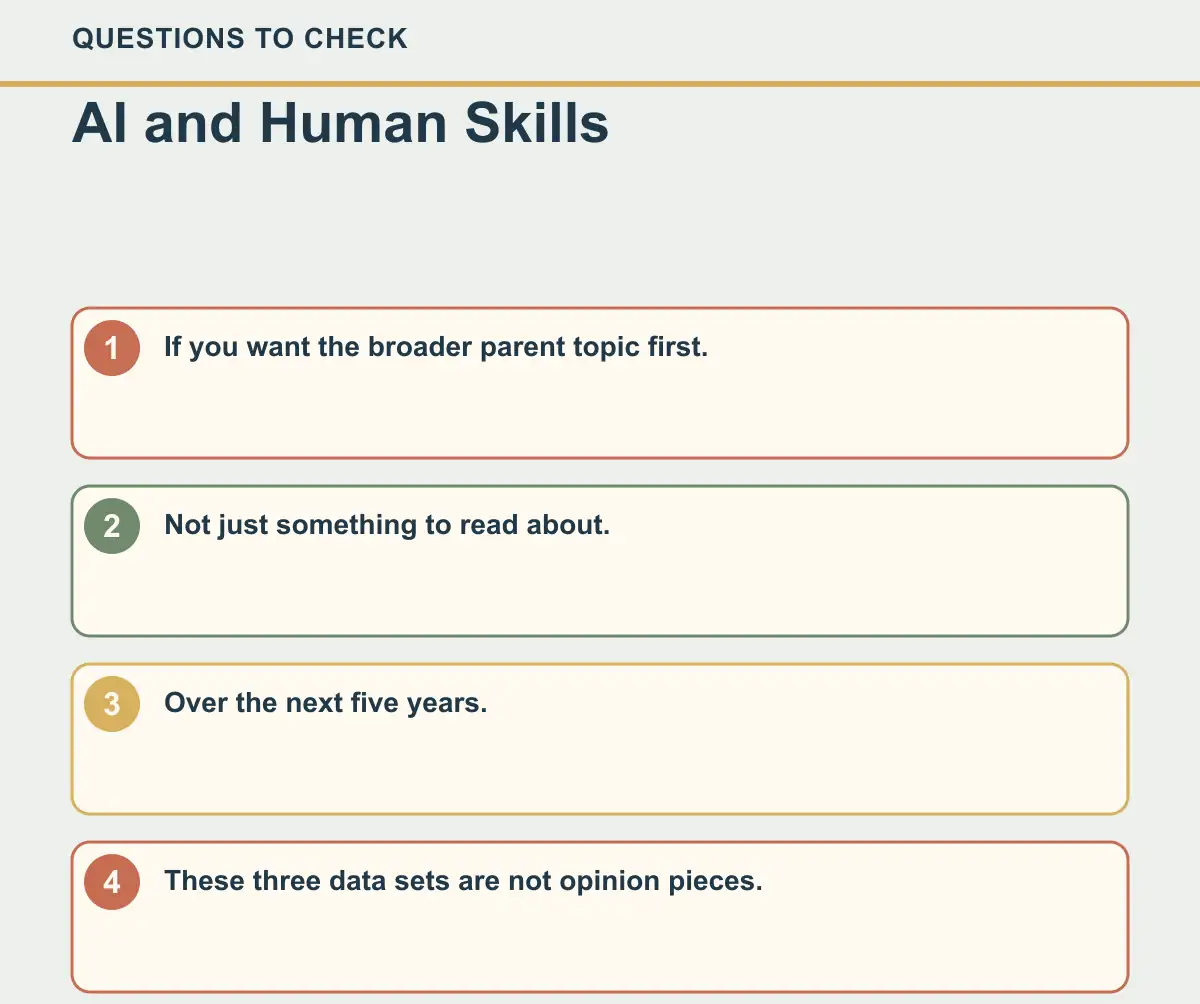 QUESTIONS TO CHECK
AI and Human Skills
1 If you want the broader parent topic first.
2 Not just something to read about.
3 Over the next five years.
4 These three data sets are not opinion pieces.